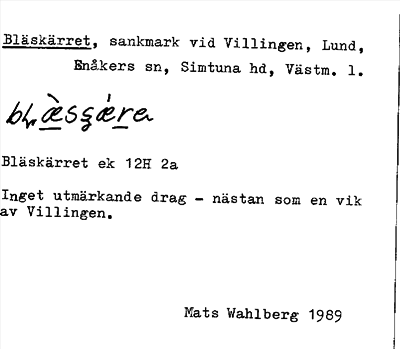 Bläskärret, sankmark vid Villingen, Lund,
Enåkers sn, Simtuna hd, Västm. l.
Bläskärret ek 12H 2a
Inget utmärkande drag - nästan som en vik
av Villingen.
Mats Wahlberg 1989